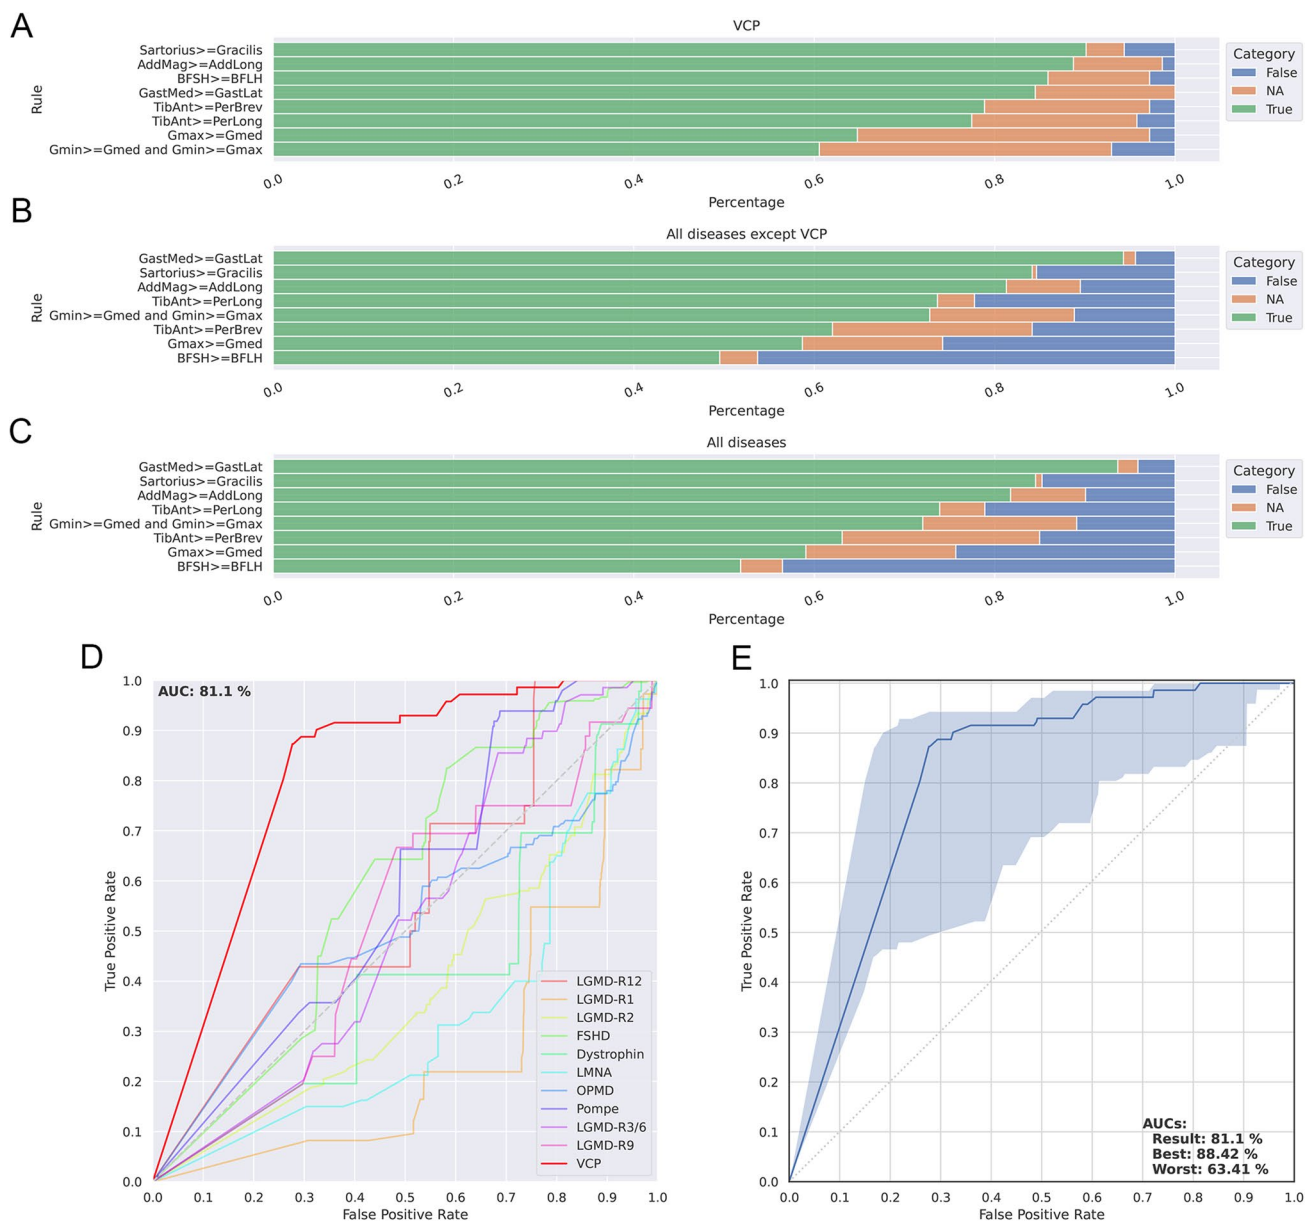 A
VCP
Rule
Sartorius>=Gracilis
AddMag>=AddLong
BFSH>=BFLH
GastMed>=GastLat
TibAnt>=PerBrev
TibAnt>=PerLong
Gmax>=Gmed
Gmin>=Gmed and Gmin>=Gmax
0.0 0.2 0.4 0.6 0.8 1.0
Percentage
Category
False
NA
True
B
All diseases except VCP
Rule
GastMed>=GastLat
Sartorius>=Gracilis
AddMag>=AddLong
TibAnt>=PerLong
Gmin>=Gmed and Gmin>=Gmax
TibAnt>=PerBrev
Gmax>=Gmed
BFSH>=BFLH
0.0 0.2 0.4 0.6 0.8 1.0
Percentage
Category
False
NA
True
C
All diseases
Rule
GastMed>=GastLat
Sartorius>=Gracilis
AddMag>=AddLong
TibAnt>=PerLong
Gmin>=Gmed and Gmin>=Gmax
TibAnt>=PerBrev
Gmax>=Gmed
BFSH>=BFLH
0.0 0.2 0.4 0.6 0.8 1.0
Percentage
Category
False
NA
True
D
AUC: 81.1 %
True Positive Rate
1.0
0.9
0.8
0.7
0.6
0.5
0.4
0.3
0.2
0.1
0.0
LGMD-R12
LGMD-R1
LGMD-R2
FSHD
Dystrophin
LMNA
OPMD
Pompe
LGMD-R3/6
LGMD-R9
VCP
0.0 0.1 0.2 0.3 0.4 0.5 0.6 0.7 0.8 0.9 1.0
False Positive Rate
E
True Positive Rate
1.0
0.9
0.8
0.7
0.6
0.5
0.4
0.3
0.2
0.1
0.0
AUCs:
Result: 81.1 %
Best: 88.42 %
Worst: 63.41 %
0.0 0.1 0.2 0.3 0.4 0.5 0.6 0.7 0.8 0.9 1.0
False Positive Rate